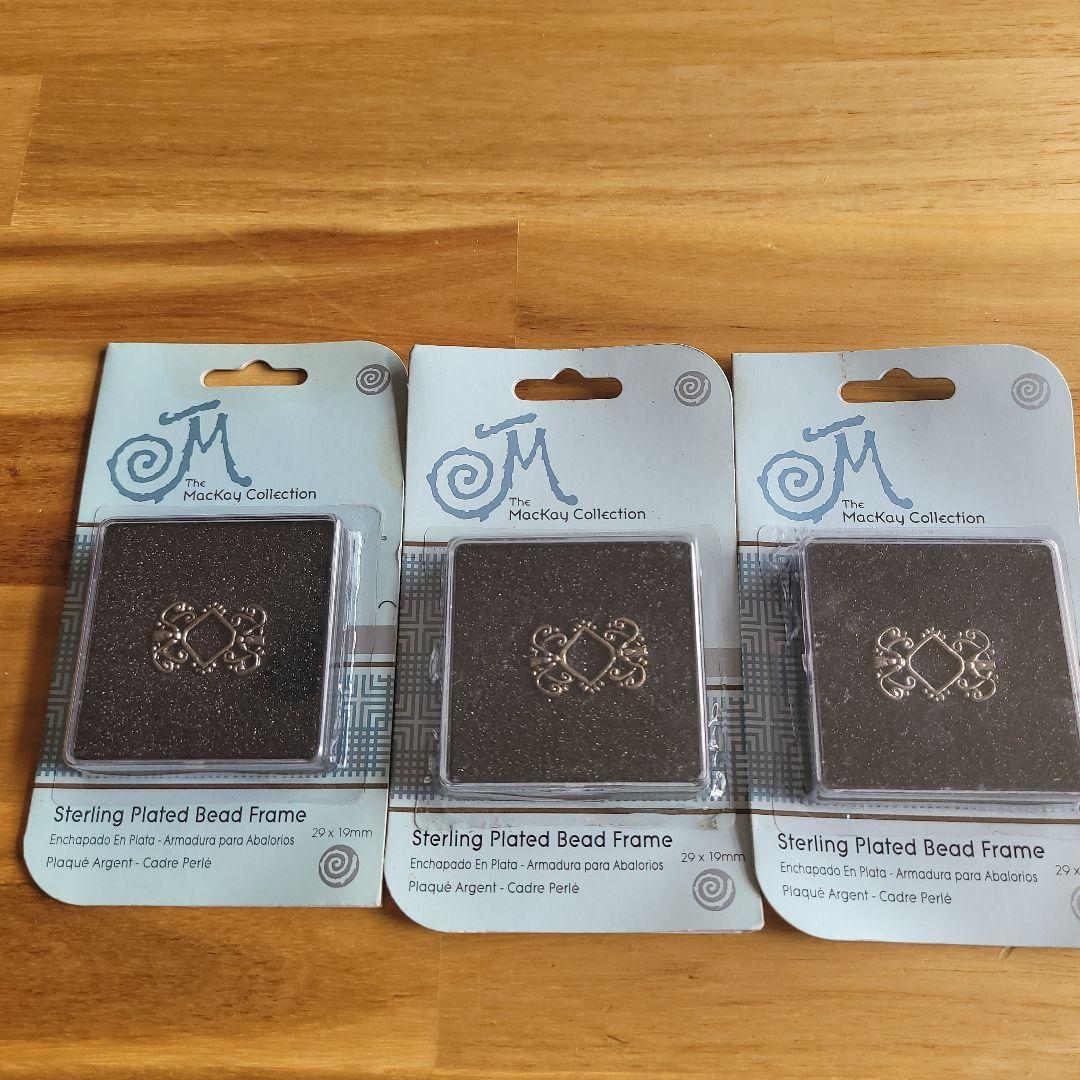 M
The
MacKay Collection
Sterling Plated Bead Frame
Enchapado En Plata - Armadura para Abalorios
29 x 19mm
Plaqué Argent - Cadre Perlé
M
The
MacKay Collection
Sterling Plated Bead Frame
Enchapado En Plata - Armadura para Abalorios
29 x 19mm
Plaqué Argent - Cadre Perlé
M
The
MacKay Collection
Sterling Plated Bead Frame
Enchapado En Plata - Armadura para Abalorios
29 x
Plaqué Argent - Cadre Perlé